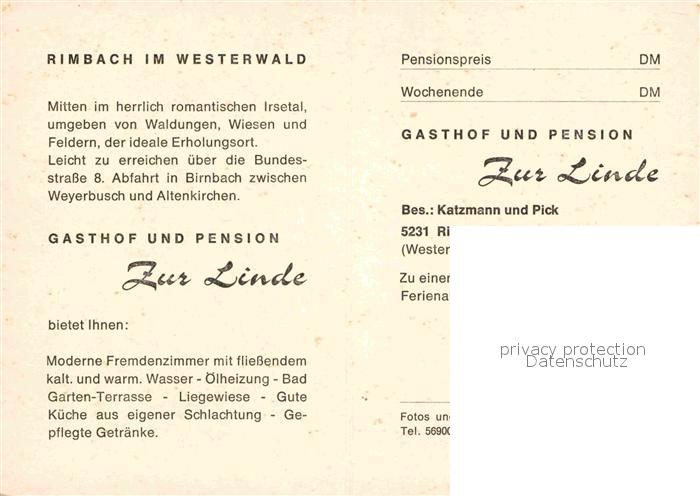 RIMBACH IM WESTERWALD
Mitten im herrlich romantischen Irsetal,
umgeben von Waldungen, Wiesen und
Feldern, der ideale Erholungsort.
Leicht zu erreichen über die Bundes-
straße 8. Abfahrt in Birnbach zwischen
Weyerbusch und Altenkirchen.
GASTHOF UND PENSION
Zur Linde
bietet Ihnen:
Moderne Fremdenzimmer mit fließendem
kalt. und warm. Wasser - Ölheizung - Bad
Garten-Terrasse - Liegewiese - Gute
Küche aus eigener Schlachtung - Ge-
pflegte Getränke.
Pensionspreis DM
Wochenende DM
GASTHOF UND PENSION
Zur Linde
Bes.: Katzmann und Pick
5231 Ri
(Wester
Zu einem
Feriena
Fotos und
Tel. 5690
privacy protection
Datenschutz